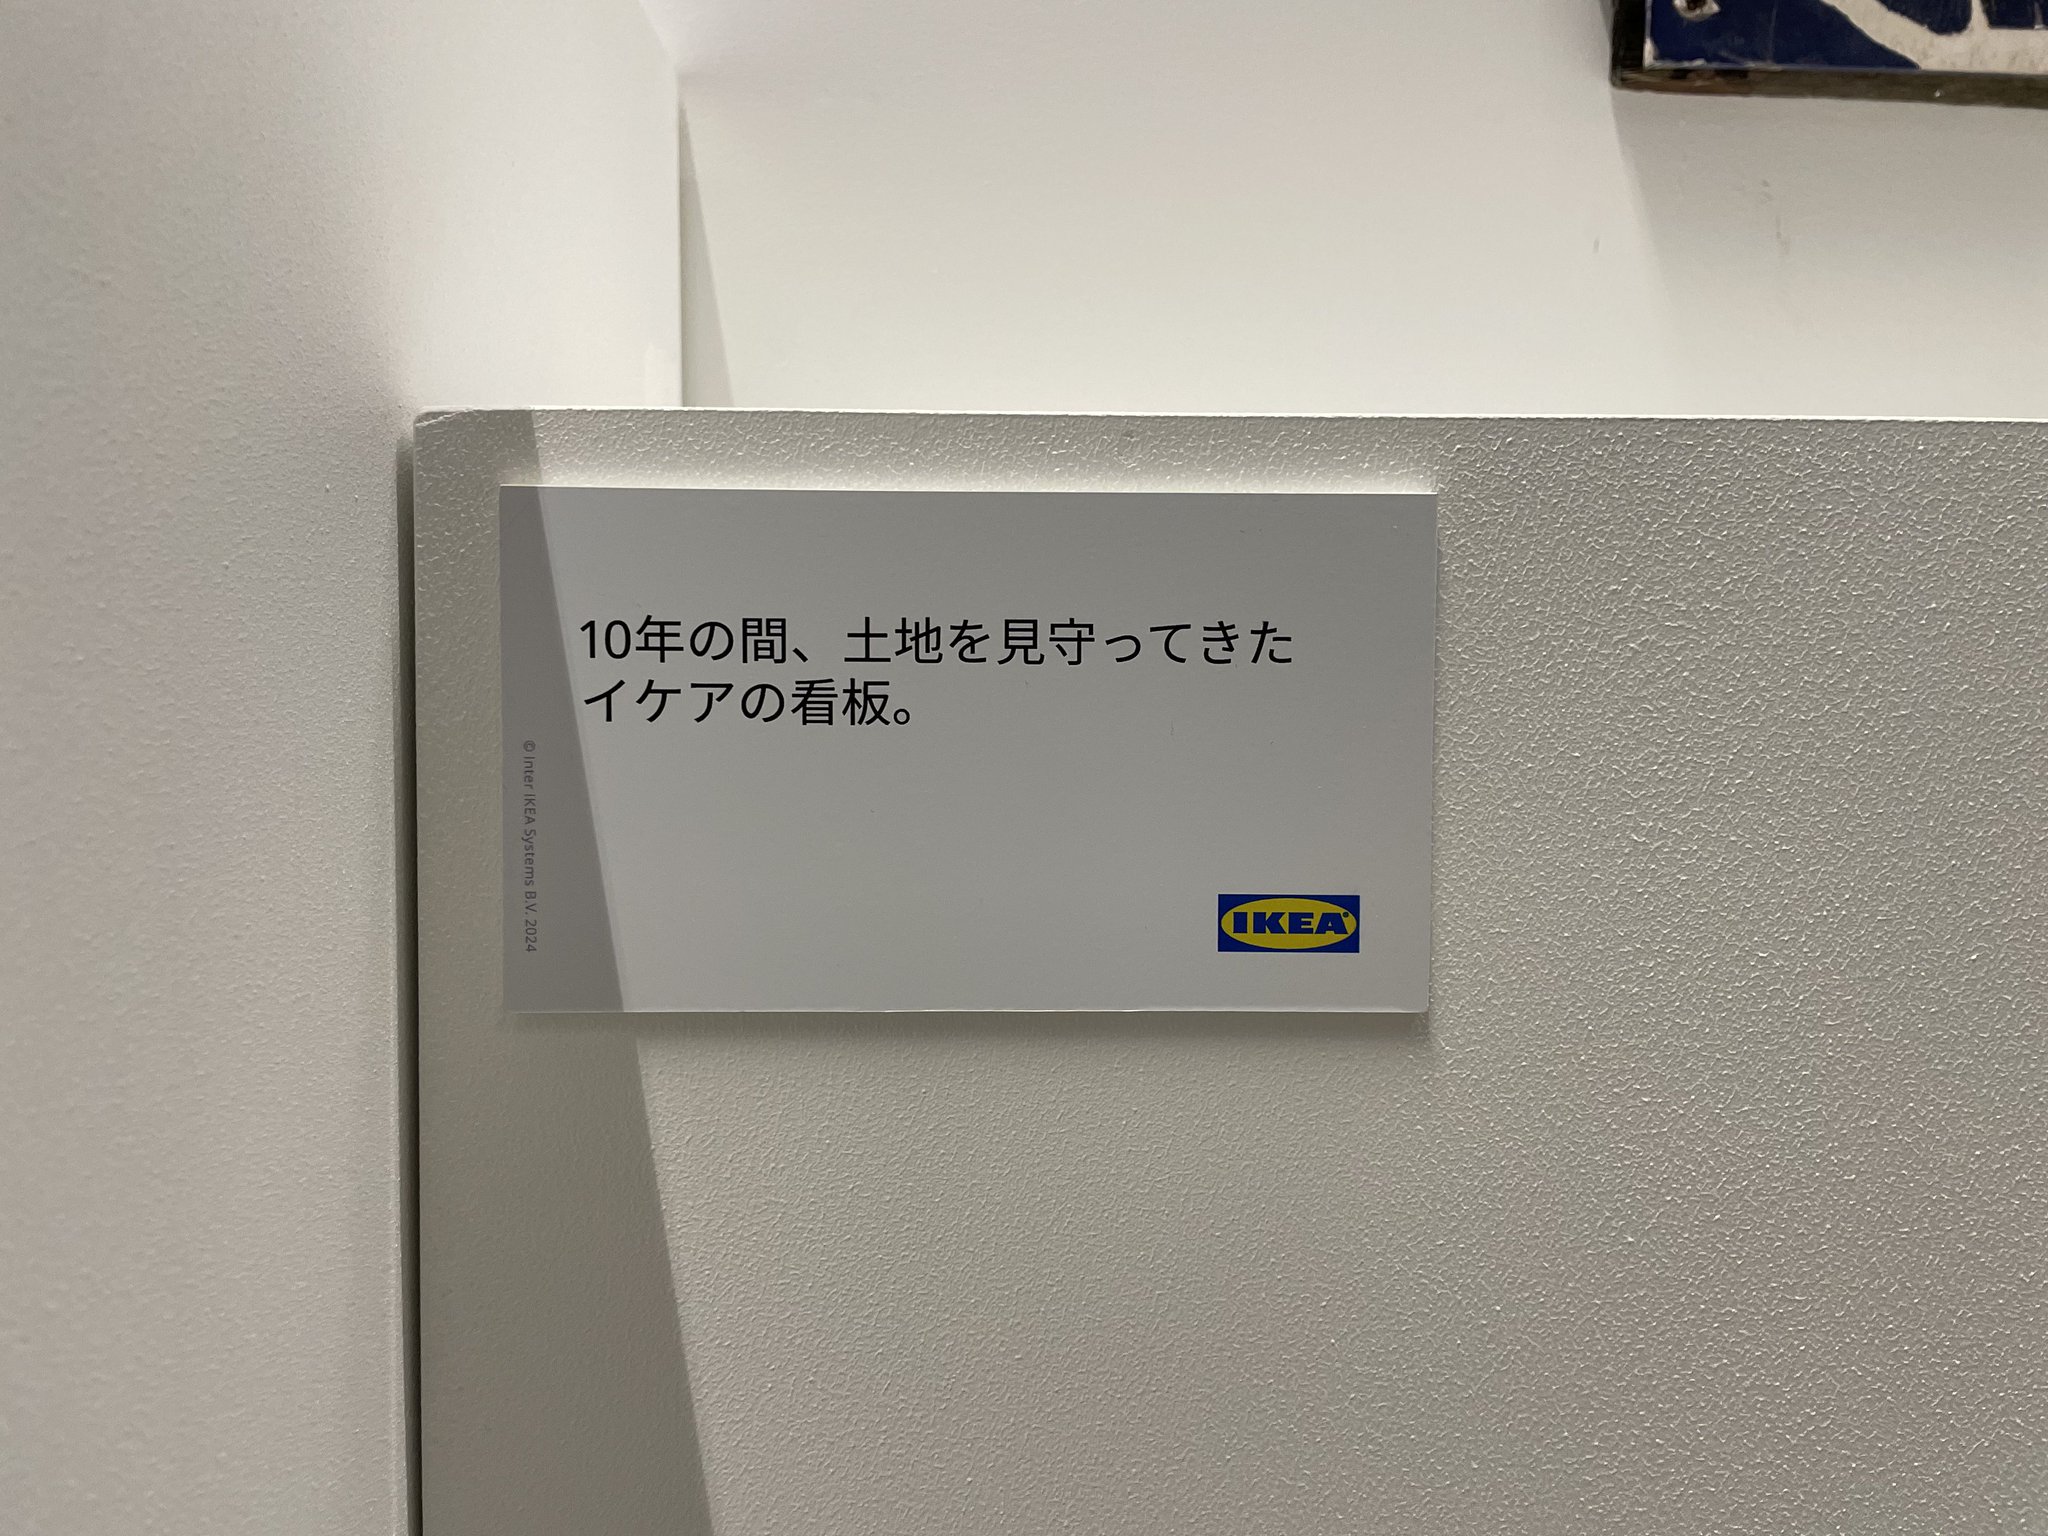 10年の間、土地を見守ってきた
イケアの看板。
© Inter IKEA Systems B.V. 2024
IKEA